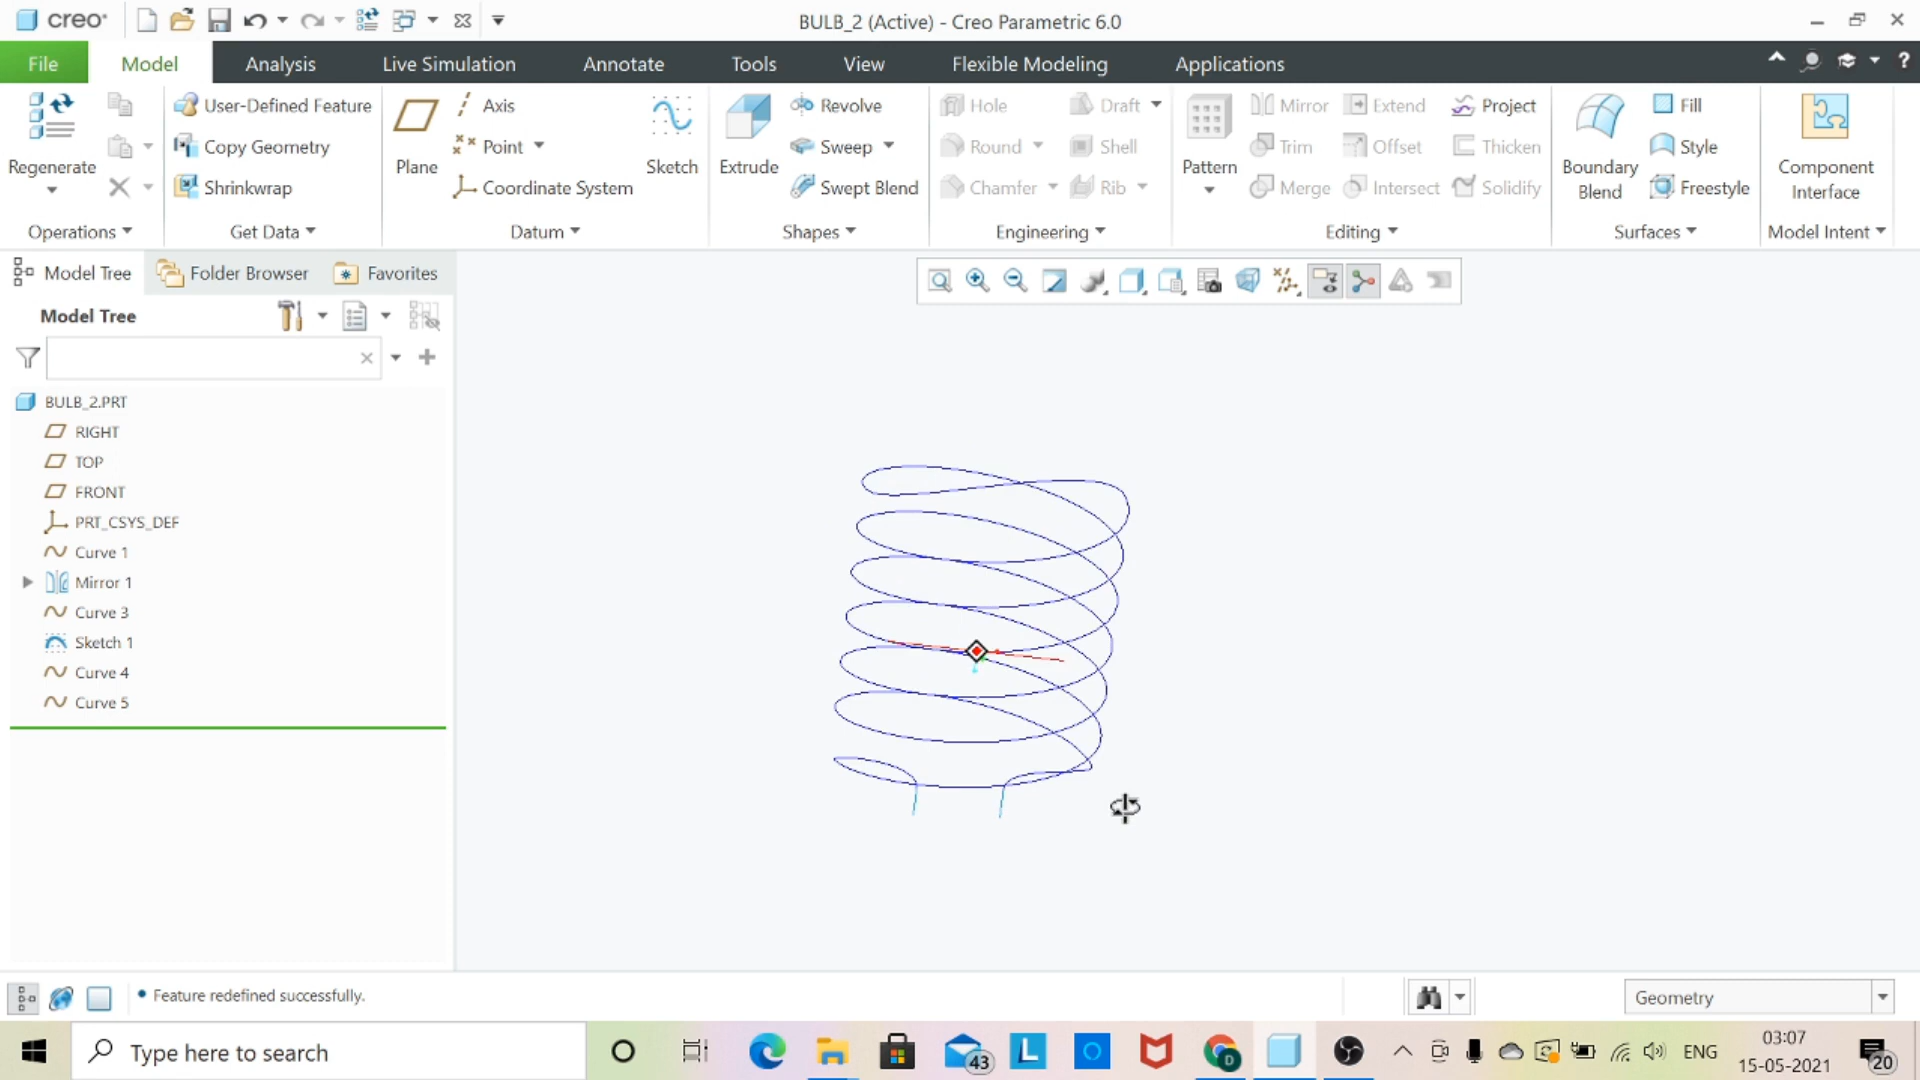 creo
BULB_2 (Active) - Creo Parametric 6.0
File Model Analysis Live Simulation Annotate Tools View Flexible Modeling Applications
Regenerate
Operations
User-Defined Feature
Copy Geometry
Shrinkwrap
Get Data
Plane
Axis
Point
Coordinate System
Sketch
Datum
Extrude
Revolve
Sweep
Swept Blend
Shapes
Hole
Draft
Round
Shell
Chamfer
Rib
Engineering
Pattern
Mirror
Extend
Project
Trim
Offset
Thicken
Merge
Intersect
Solidify
Editing
Boundary
Blend
Fill
Style
Freestyle
Surfaces
Component
Interface
Model Intent
Model Tree Folder Browser Favorites
Model Tree
BULB_2.PRT
RIGHT
TOP
FRONT
PRT_CSYS_DEF
Curve 1
Mirror 1
Curve 3
Sketch 1
Curve 4
Curve 5
Feature redefined successfully.
Geometry
Type here to search
43
L
D
ENG
03:07
15-05-2021
20